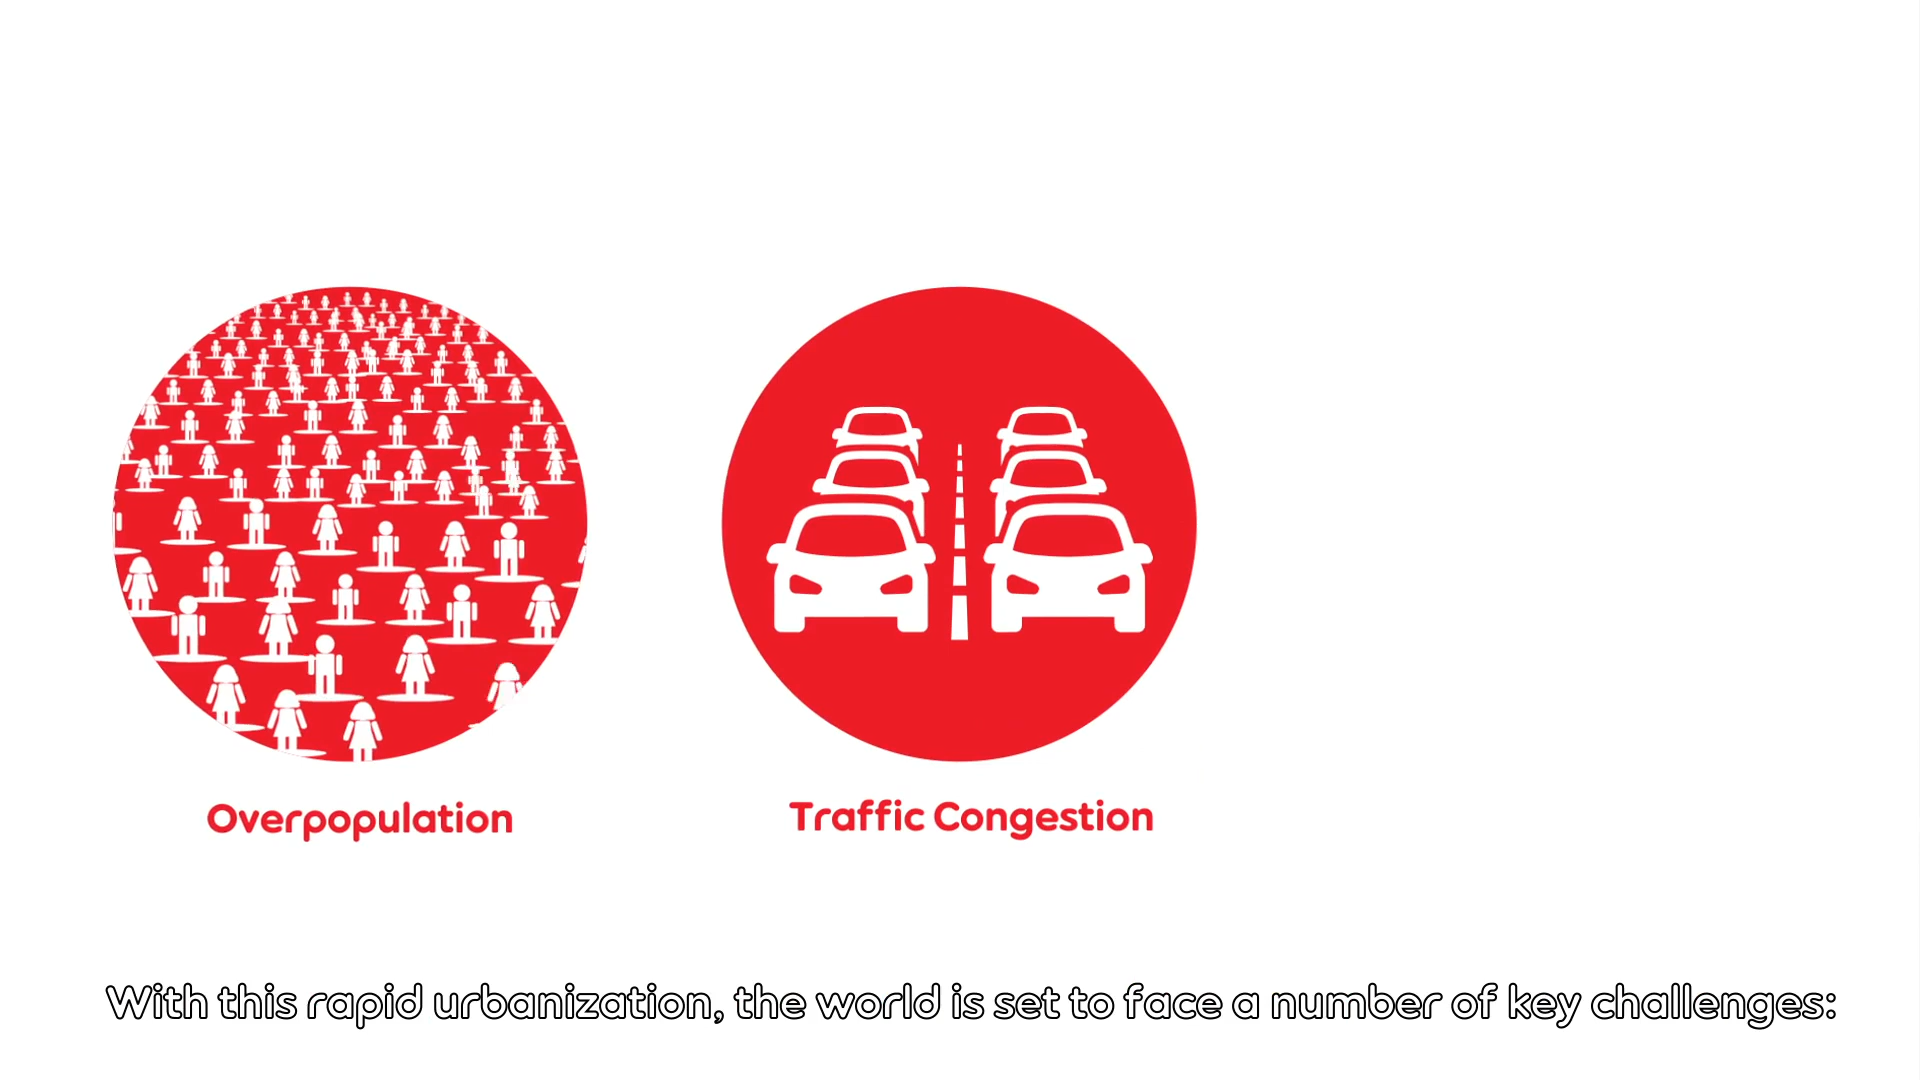 Overpopulation
Traffic Congestion
With this rapid urbanization, the world is set to face a number of key challenges: